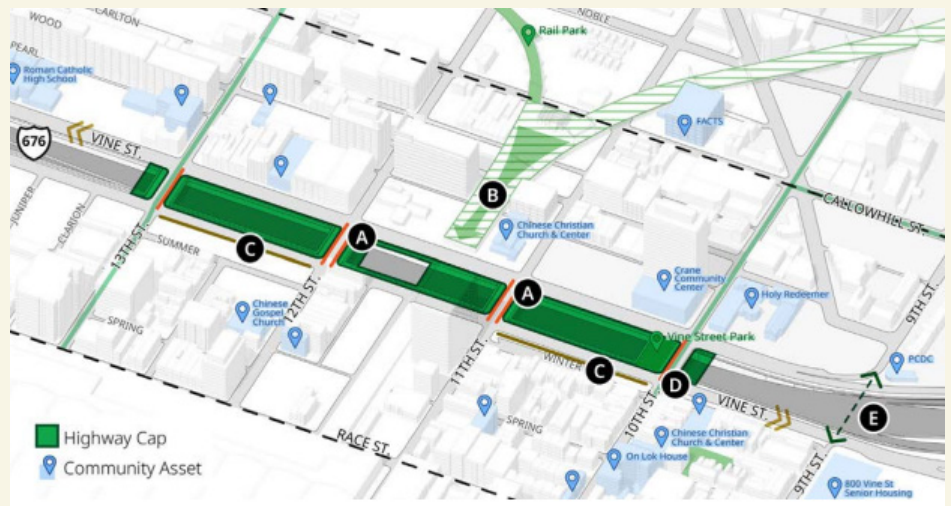 WOOD
CARLTON
NOBLE
Rail Park
PEARL
Roman Catholic
High School
676
VINE ST.
FACTS
B
CALLOWHILL ST.
JUNIPER
CLARION
13TH ST.
SUMMER
C
A
Chinese Christian
Church & Center
Crane
Community
Center
Holy Redeemer
9TH ST.
SPRING
Chinese
Gospel
Church
12TH ST.
A
Vine Street Park
PCDC
11TH ST.
WINTER
C
D
VINE ST.
E
RACE ST.
SPRING
10TH ST.
Chinese Christian
Church & Center
On Lok House
9TH ST.
800 Vine St
Senior Housing
Highway Cap
Community Asset